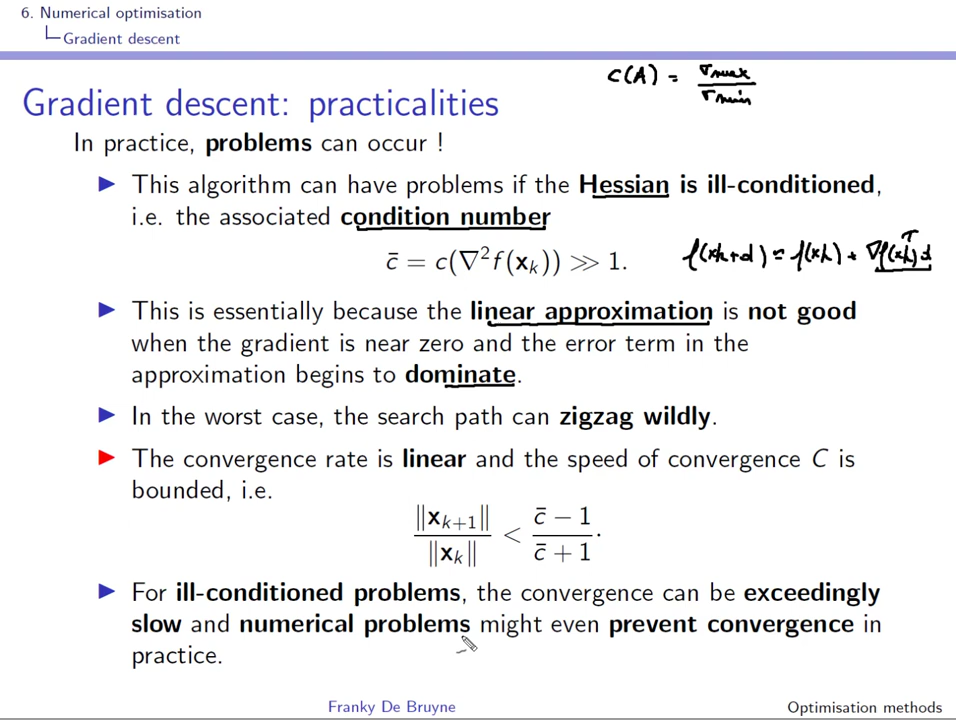 6. Numerical optimisation
Gradient descent
c(A) = σmax / σmin
Gradient descent: practicalities
In practice, problems can occur !
This algorithm can have problems if the Hessian is ill-conditioned,
i.e. the associated condition number
c̄ = c(∇²f(xₖ)) ≫ 1.
f(xk+d) = f(xk) + ∇f(xk)ᵀd
This is essentially because the linear approximation is not good
when the gradient is near zero and the error term in the
approximation begins to dominate.
In the worst case, the search path can zigzag wildly.
The convergence rate is linear and the speed of convergence C is
bounded, i.e.
‖xₖ₊₁‖ / ‖xₖ‖ < (c̄ − 1) / (c̄ + 1).
For ill-conditioned problems, the convergence can be exceedingly
slow and numerical problems might even prevent convergence in
practice.
Franky De Bruyne
Optimisation methods